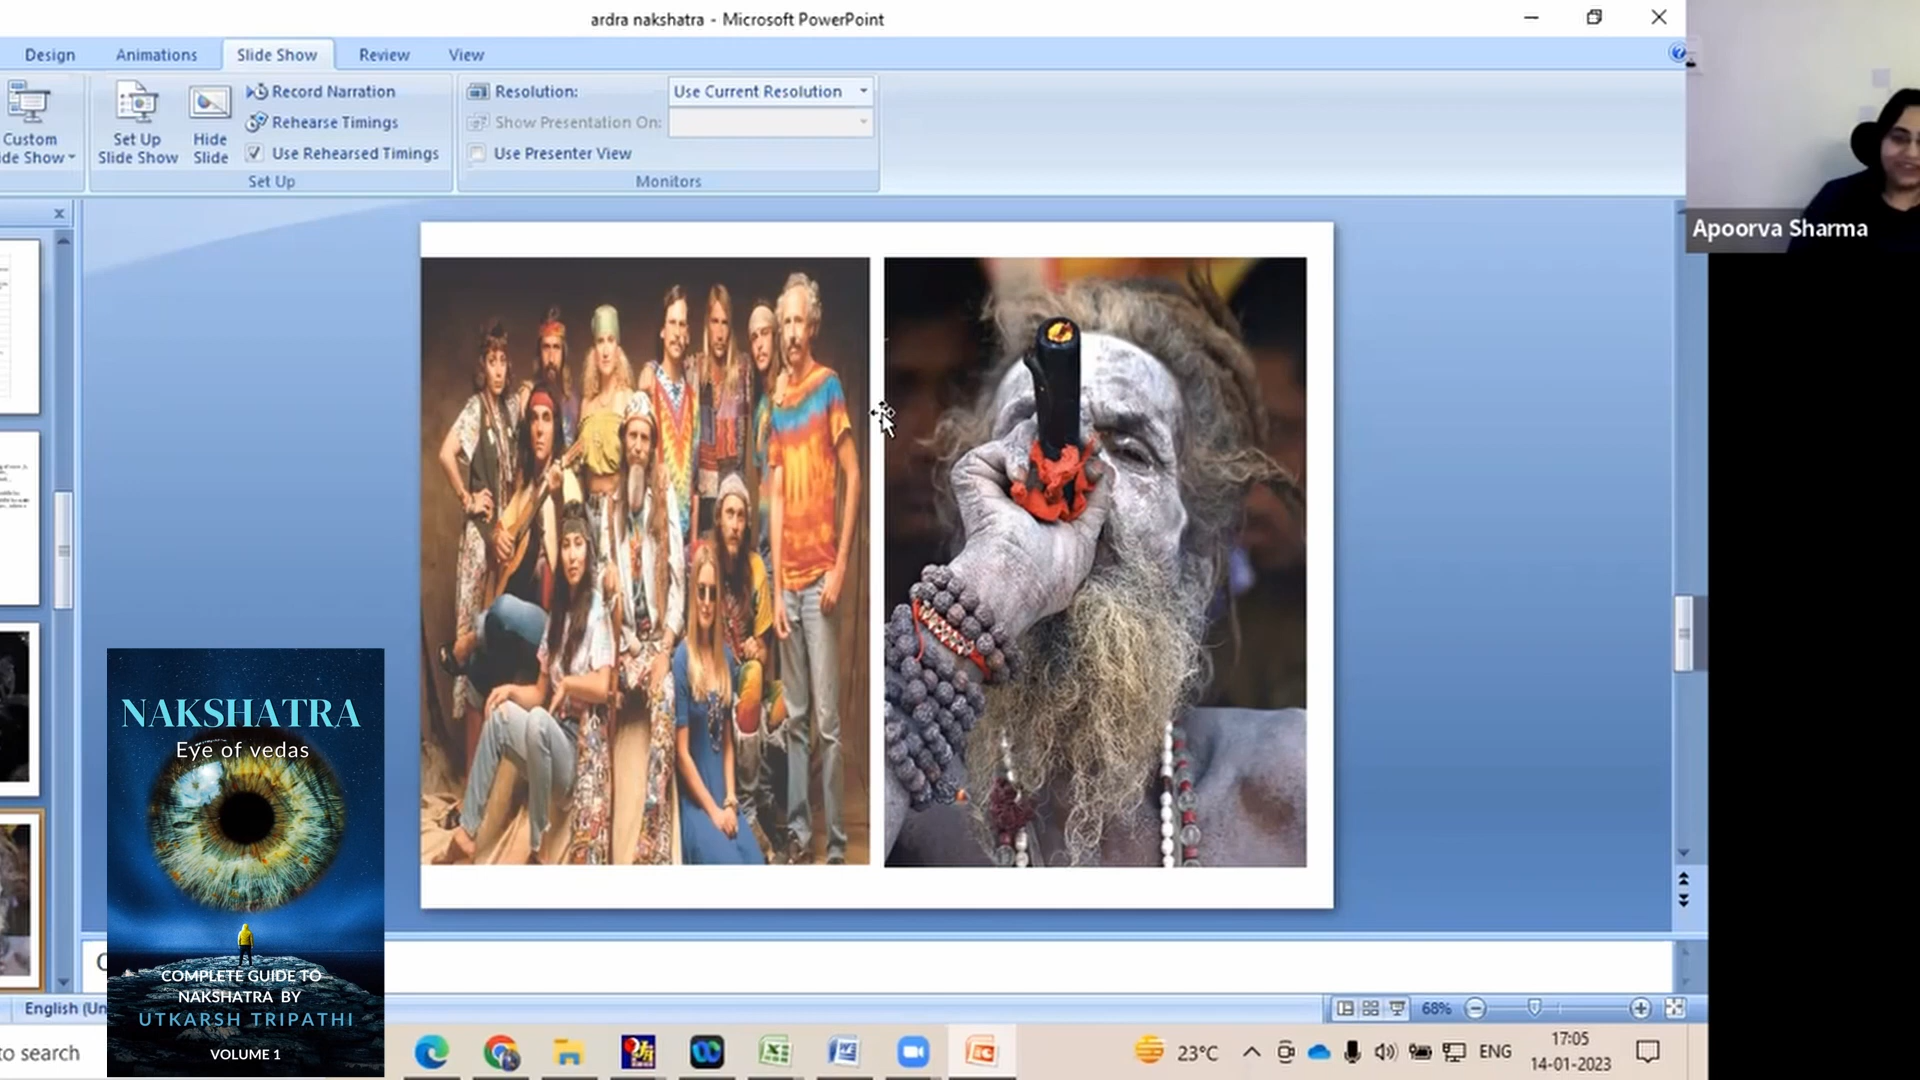 ardra nakshatra - Microsoft PowerPoint
Design
Animations
Slide Show
Review
View
Custom
de Show
Set Up
Slide Show
Hide
Slide
Record Narration
Rehearse Timings
Use Rehearsed Timings
Set Up
Resolution:
Use Current Resolution
Show Presentation On:
Use Presenter View
Monitors
Apoorva Sharma
NAKSHATRA
Eye of vedas
COMPLETE GUIDE TO
NAKSHATRA BY
UTKARSH TRIPATHI
VOLUME 1
English (Un
68%
to search
23°C
ENG
17:05
14-01-2023